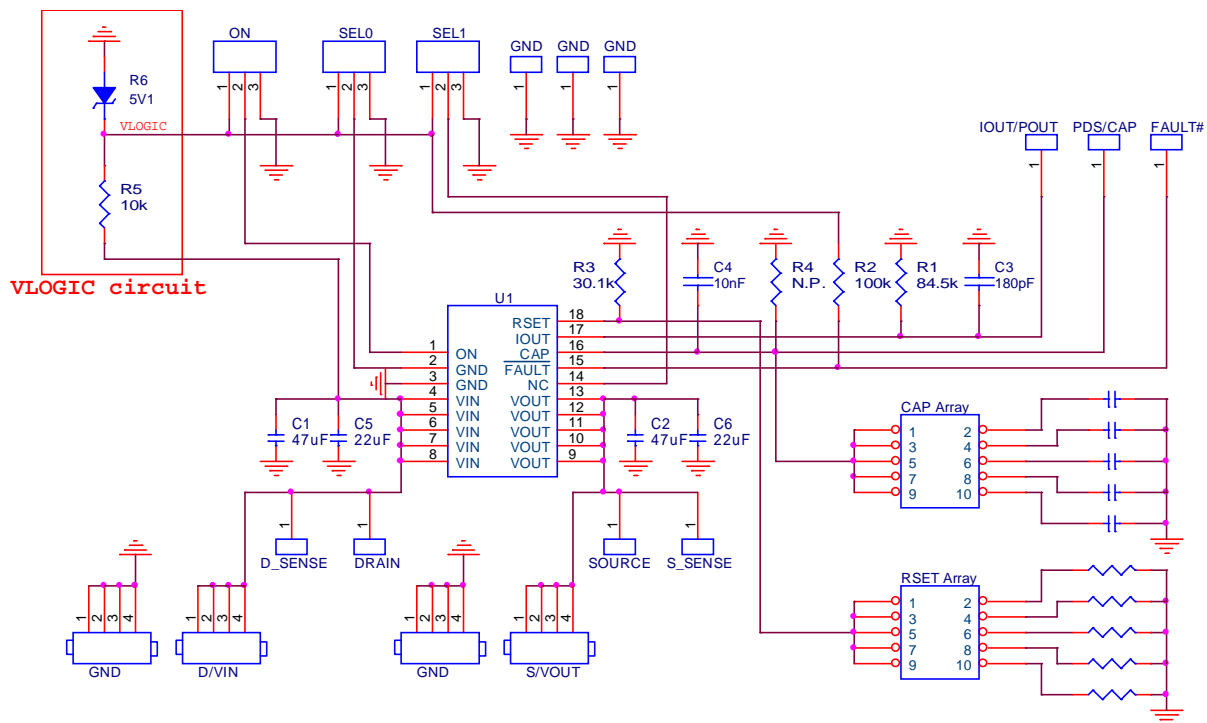 ON
SEL0
SEL1
GND
GND
GND
1
2
3
1
2
3
1
2
3
1
1
1
R6
5V1
VLOGIC
R5
10k
VLOGIC circuit
IOUT/POUT
PDS/CAP
FAULT#
1
1
1
R3
30.1k
C4
10nF
R4
N.P.
R2
100k
R1
84.5k
C3
180pF
U1
1
ON
2
GND
3
GND
4
VIN
5
VIN
6
VIN
7
VIN
8
VIN
RSET
18
IOUT
17
CAP
16
FAULT
15
NC
14
VOUT
13
VOUT
12
VOUT
11
VOUT
10
VOUT
9
C1
47uF
C5
22uF
C2
47uF
C6
22uF
CAP Array
1
2
3
4
5
6
7
8
9
10
1
1
1
1
D_SENSE
DRAIN
SOURCE
S_SENSE
RSET Array
1
2
3
4
5
6
7
8
9
10
1
2
3
4
1
2
3
4
1
2
3
4
1
2
3
4
GND
D/VIN
GND
S/VOUT